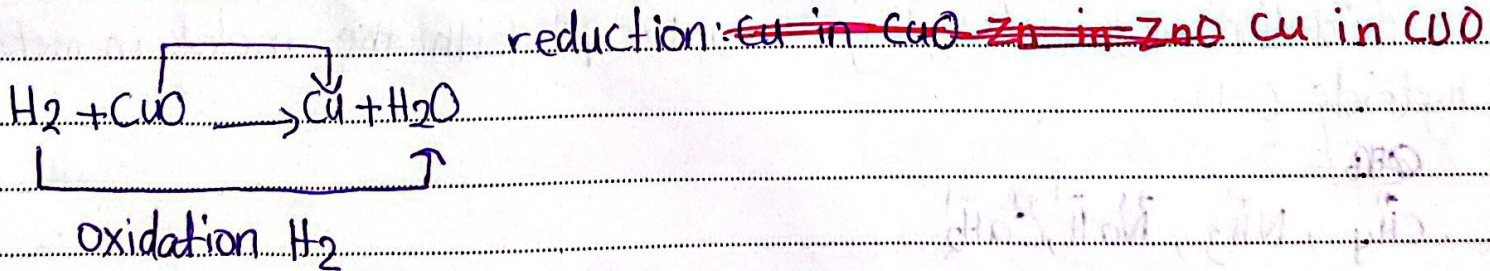 reduction: Cu in CuO Zn in ZnO Cu in CUO
H2 + CuO → Cu + H2O
oxidation H2